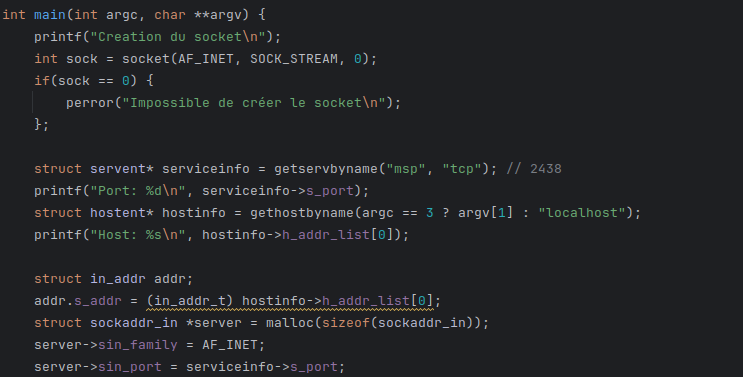 int main(int argc, char **argv) {
    printf("Creation du socket\n");
    int sock = socket(AF_INET, SOCK_STREAM, 0);
    if(sock == 0) {
        perror("Impossible de créer le socket\n");
    };

    struct servent* serviceinfo = getservbyname("msp", "tcp"); // 2438
    printf("Port: %d\n", serviceinfo->s_port);
    struct hostent* hostinfo = gethostbyname(argc == 3 ? argv[1] : "localhost");
    printf("Host: %s\n", hostinfo->h_addr_list[0]);

    struct in_addr addr;
    addr.s_addr = (in_addr_t) hostinfo->h_addr_list[0];
    struct sockaddr_in *server = malloc(sizeof(sockaddr_in));
    server->sin_family = AF_INET;
    server->sin_port = serviceinfo->s_port;